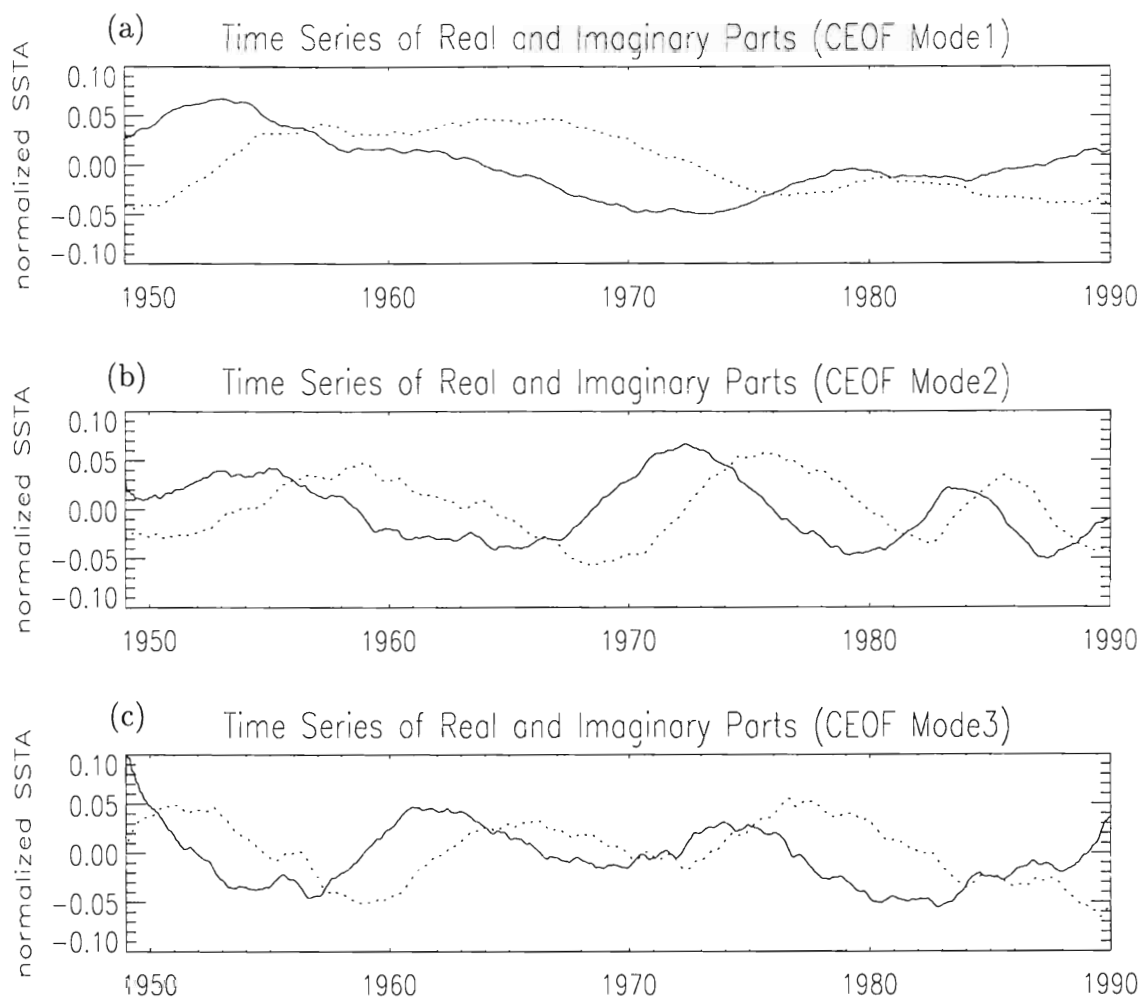 (a) Time Series of Real and Imaginary Parts (CEOF Mode1)
normalized SSTA
0.10
0.05
0.00
-0.05
-0.10
1950 1960 1970 1980 1990
(b) Time Series of Real and Imaginary Parts (CEOF Mode2)
normalized SSTA
0.10
0.05
0.00
-0.05
-0.10
1950 1960 1970 1980 1990
(c) Time Series of Real and Imaginary Parts (CEOF Mode3)
normalized SSTA
0.10
0.05
0.00
-0.05
-0.10
1950 1960 1970 1980 1990